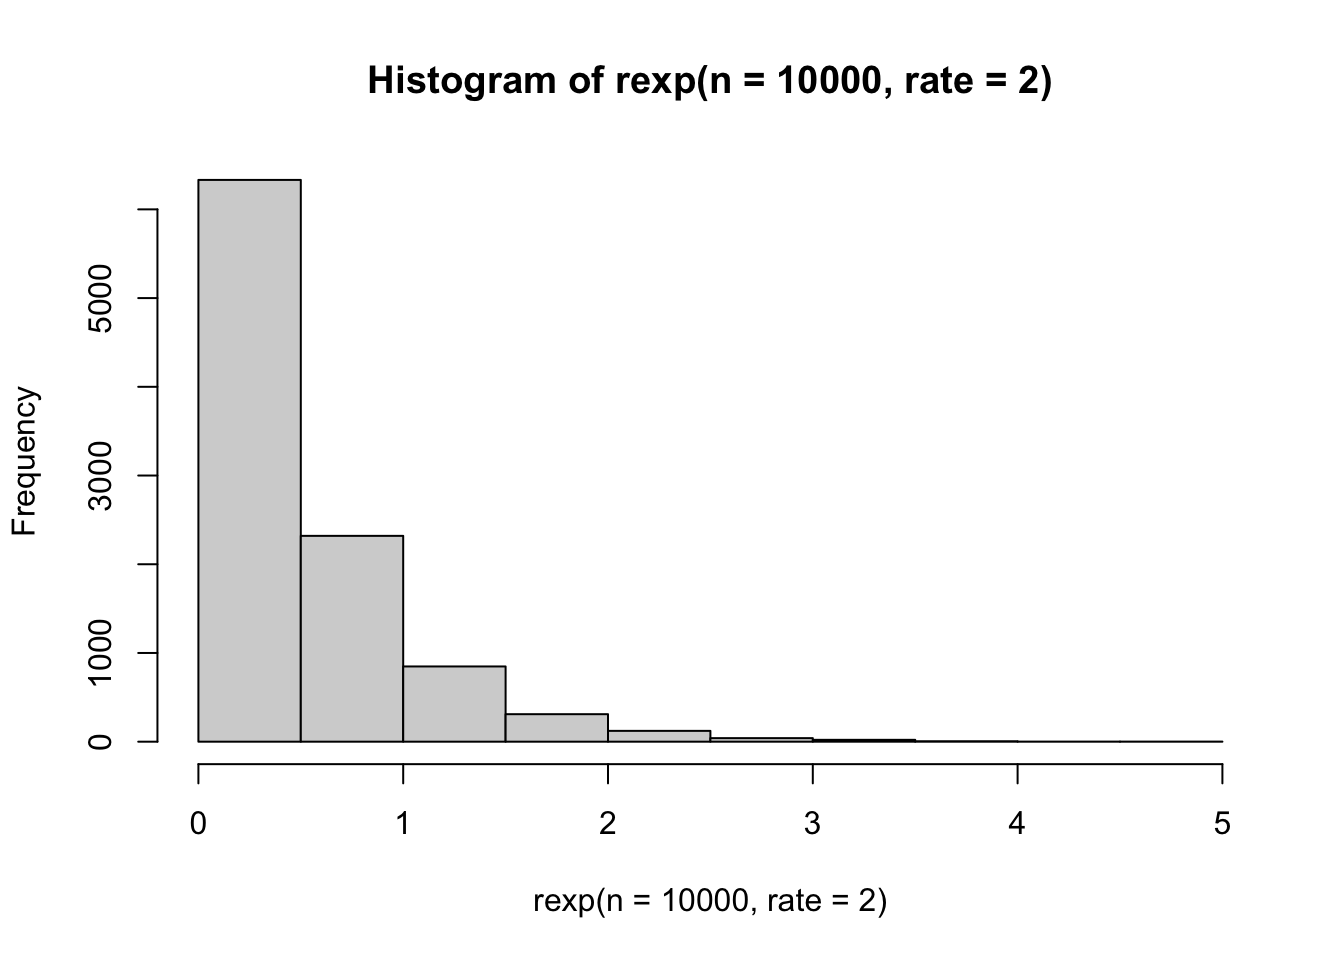 Histogram of rexp(n = 10000, rate = 2)
Frequency
5000
3000
1000
0
0 1 2 3 4 5
rexp(n = 10000, rate = 2)